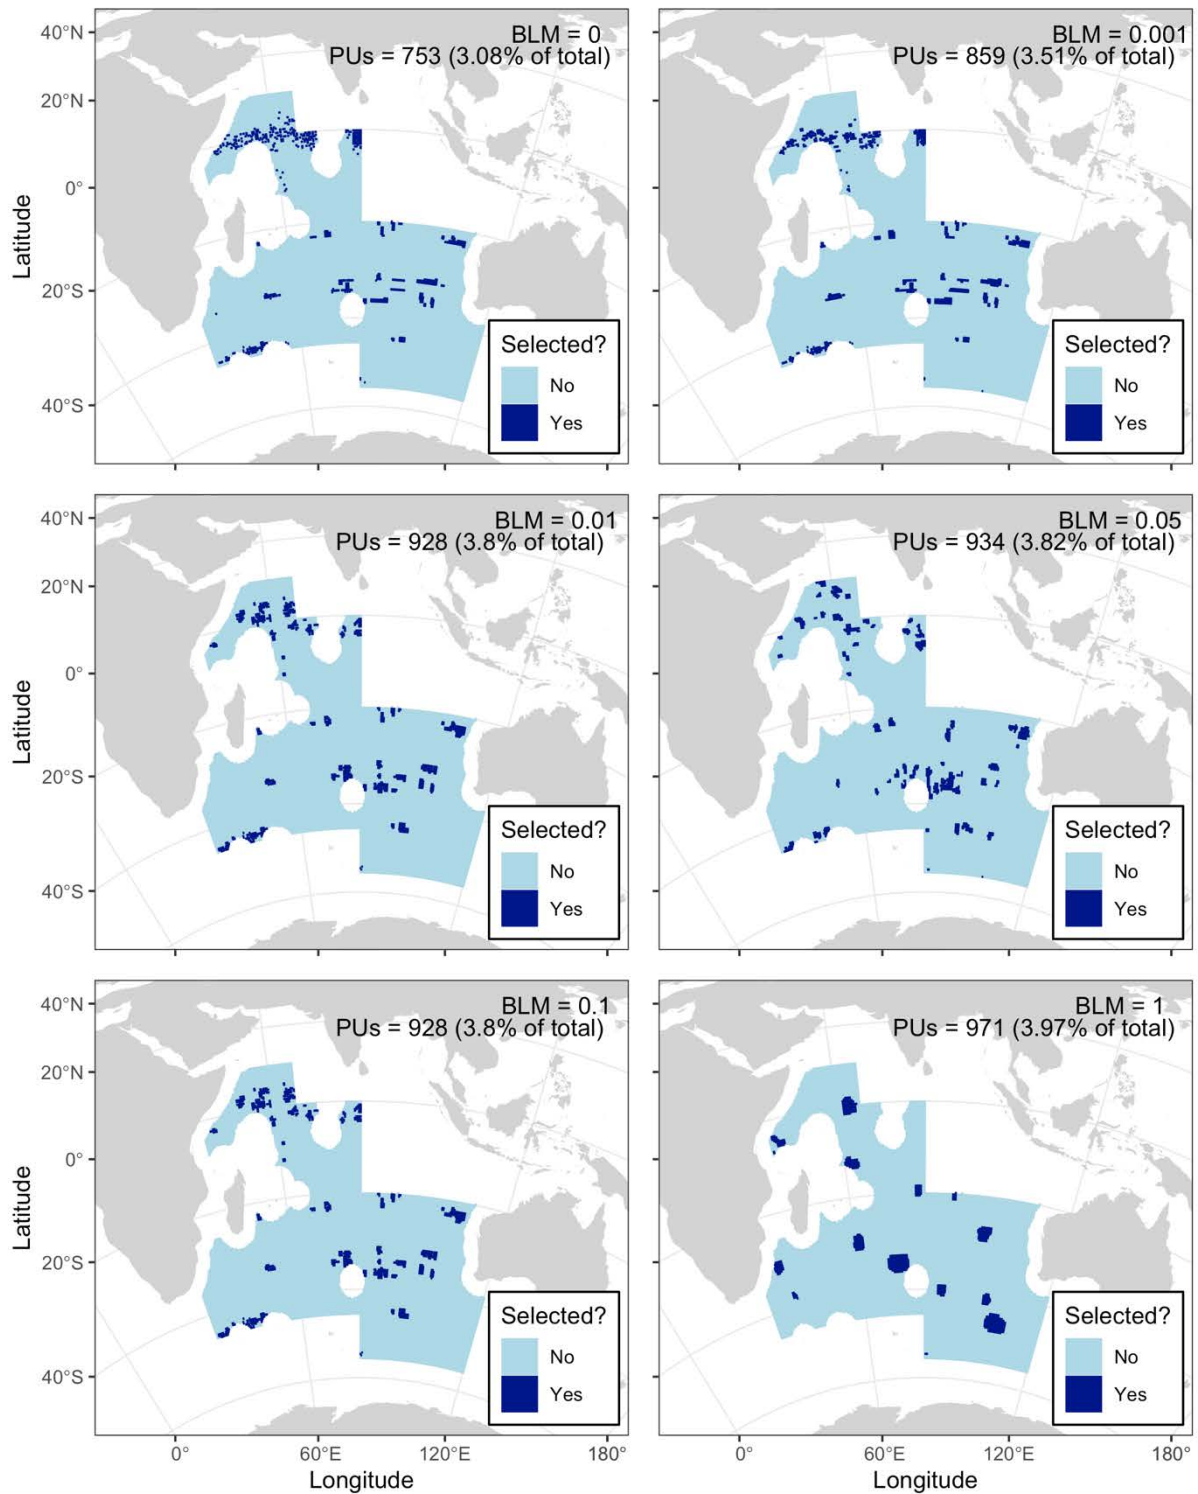 BLM = 0
PUs = 753 (3.08% of total)
BLM = 0.001
PUs = 859 (3.51% of total)
40°N
20°N
0°
20°S
40°S
Latitude
Selected?
No
Yes
Selected?
No
Yes
BLM = 0.01
PUs = 928 (3.8% of total)
BLM = 0.05
PUs = 934 (3.82% of total)
40°N
20°N
0°
20°S
40°S
Latitude
Selected?
No
Yes
Selected?
No
Yes
BLM = 0.1
PUs = 928 (3.8% of total)
BLM = 1
PUs = 971 (3.97% of total)
40°N
20°N
0°
20°S
40°S
Latitude
Selected?
No
Yes
Selected?
No
Yes
0° 60°E 120°E 180°
Longitude
0° 60°E 120°E 180°
Longitude